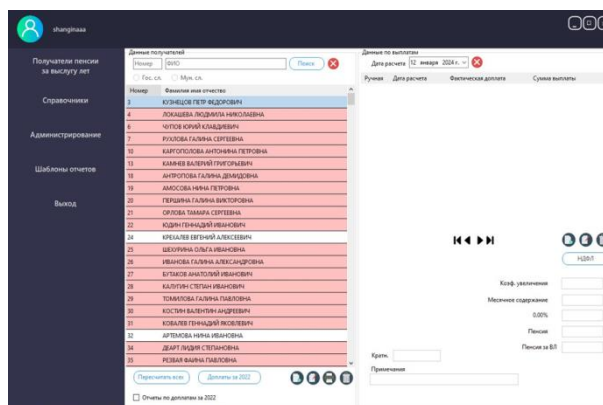 shanginaaa
Получатели пенсии
за выслугу лет
Справочники
Администрирование
Шаблоны отчетов
Выход
Данные получателей
Номер ФИО Поиск
Гос. сл. Мун. сл.
Номер Фамилия имя отчество
3 КУЗНЕЦОВ ПЕТР ФЕДОРОВИЧ
4 ЛОКАШЕВА ЛЮДМИЛА НИКОЛАЕВНА
6 ЧУПОВ ЮРИЙ КЛАВДИЕВИЧ
7 РУХЛОВА ГАЛИНА СЕРГЕЕВНА
10 КАРГОПОЛОВА АНТОНИНА ПЕТРОВНА
13 КАМНЕВ ВАЛЕРИЙ ГРИГОРЬЕВИЧ
18 АНТРОПОВА ГАЛИНА ДЕМИДОВНА
19 АМОСОВА НИНА ПЕТРОВНА
20 ПЕРШИНА ГАЛИНА ВИКТОРОВНА
21 ОРЛОВА ТАМАРА СЕРГЕЕВНА
22 ЮДИН ГЕННАДИЙ ИВАНОВИЧ
24 КРЕХАЛЕВ ЕВГЕНИЙ АЛЕКСЕЕВИЧ
25 ШЕХУРИНА ОЛЬГА ИВАНОВНА
26 ИВАНОВА ГАЛИНА АЛЕКСАНДРОВНА
27 БУТАКОВ АНАТОЛИЙ ИВАНОВИЧ
28 КАЛУГИН СТЕПАН ИВАНОВИЧ
29 ТОМИЛОВА ГАЛИНА ПАВЛОВНА
30 КОСТИН ВАЛЕНТИН АНДРЕЕВИЧ
31 КОВАЛЕВ ГЕННАДИЙ ЯКОВЛЕВИЧ
32 АРТЕМОВА НИНА ИВАНОВНА
34 ДЕАРТ ЛИДИЯ СТЕПАНОВНА
35 РЕЗВАЯ ФАИНА ПАВЛОВНА
Пересчитать всех Доплаты за 2022
Отчеты по доплатам за 2022
Данные по выплатам
Дата расчета 12 января 2024 г.
Ручная Дата расчета Фактическая доплата Сумма выплаты
НДФЛ
Коэф. увеличения
Месячное содержание
0.00%
Пенсия
Пенсия за ВЛ
Кратн.
Примечания